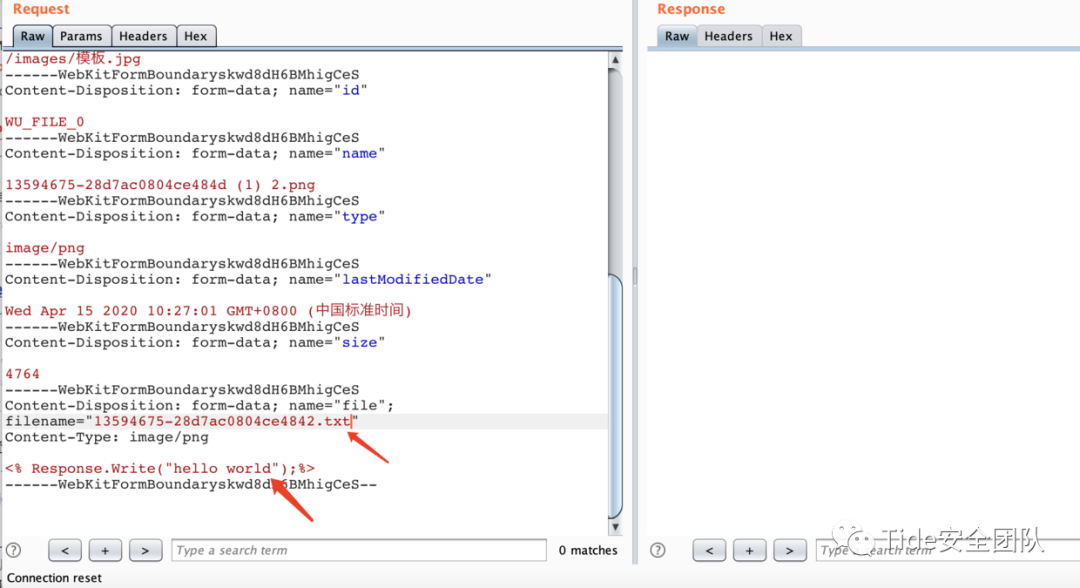 Request
Raw Params Headers Hex
/images/模板.jpg
------WebKitFormBoundaryskwd8dH6BMhigCeS
Content-Disposition: form-data; name="id"
WU_FILE_0
------WebKitFormBoundaryskwd8dH6BMhigCeS
Content-Disposition: form-data; name="name"
13594675-28d7ac0804ce484d (1) 2.png
------WebKitFormBoundaryskwd8dH6BMhigCeS
Content-Disposition: form-data; name="type"
image/png
------WebKitFormBoundaryskwd8dH6BMhigCeS
Content-Disposition: form-data; name="lastModifiedDate"
Wed Apr 15 2020 10:27:01 GMT+0800 (中国标准时间)
------WebKitFormBoundaryskwd8dH6BMhigCeS
Content-Disposition: form-data; name="size"
4764
------WebKitFormBoundaryskwd8dH6BMhigCeS
Content-Disposition: form-data; name="file";
filename="13594675-28d7ac0804ce4842.txt"
Content-Type: image/png
<% Response.Write("hello world");%>
------WebKitFormBoundaryskwd8dH6BMhigCeS--
? < + > Type a search term 0 matches
Connection reset
Response
Raw Headers Hex
? < + > Type a search term
Tide安全团队